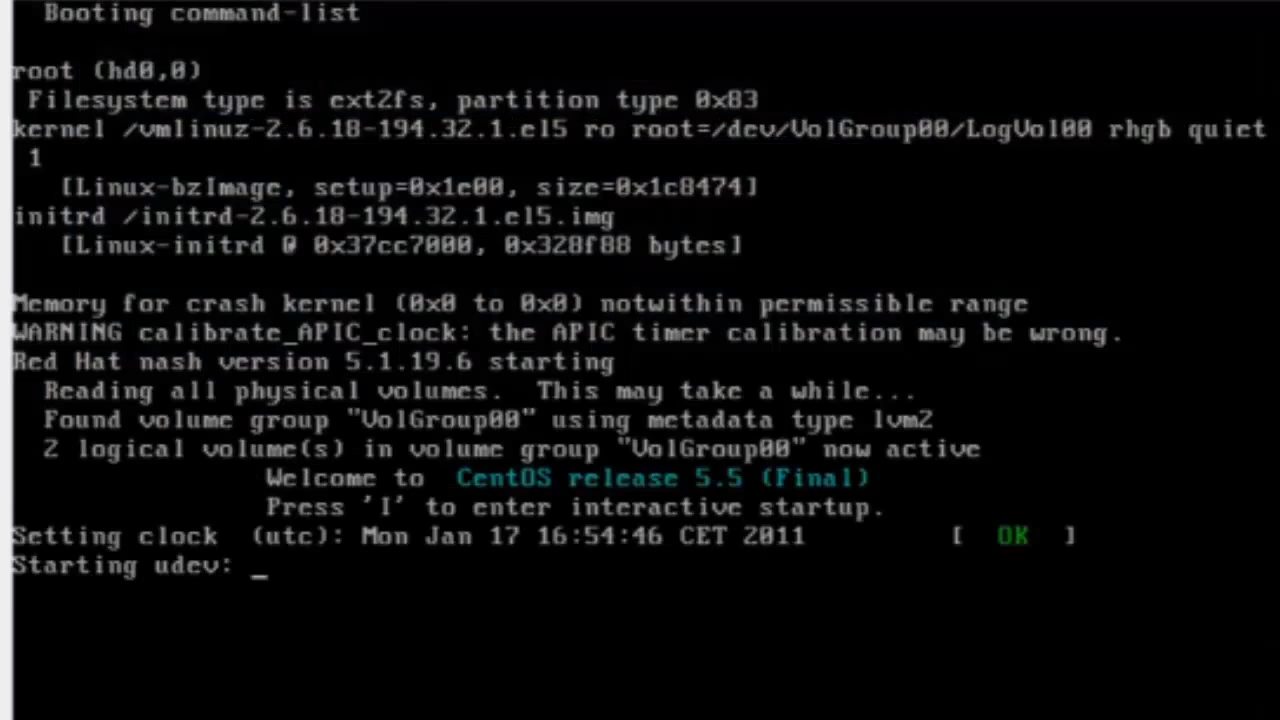 Booting command-list
root (hd0,0)
Filesystem type is ext2fs, partition type 0x83
kernel /vmlinuz-2.6.18-194.32.1.el5 ro root=/dev/VolGroup00/LogVol00 rhgb quiet
1
[Linux-bzImage, setup=0x1e00, size=0x1c8474]
initrd /initrd-2.6.18-194.32.1.el5.img
[Linux-initrd @ 0x37cc7000, 0x328f88 bytes]
Memory for crash kernel (0x0 to 0x0) notwithin permissible range
WARNING calibrate_APIC_clock: the APIC timer calibration may be wrong.
Red Hat nash version 5.1.19.6 starting
Reading all physical volumes.  This may take a while...
Found volume group "VolGroup00" using metadata type lvm2
2 logical volume(s) in volume group "VolGroup00" now active
Welcome to  CentOS release 5.5 (Final)
Press 'I' to enter interactive startup.
Setting clock  (utc): Mon Jan 17 16:54:46 CET 2011 [  OK  ]
Starting udev: _